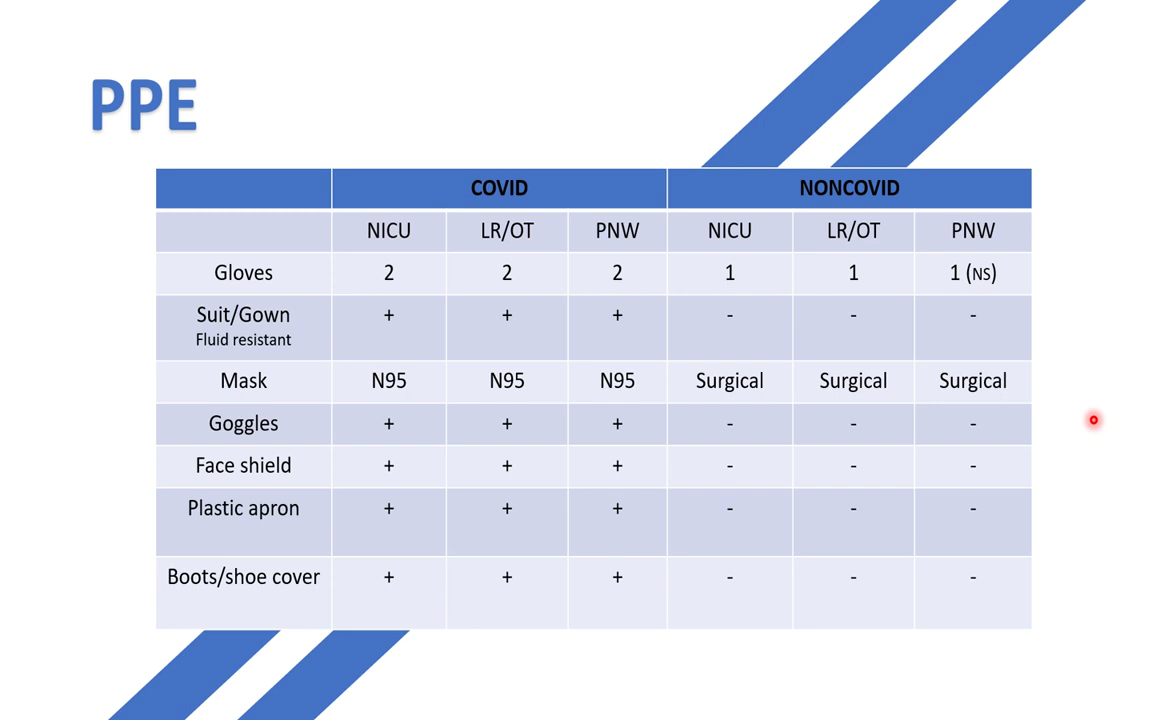 PPE
COVID NONCOVID
NICU LR/OT PNW NICU LR/OT PNW
Gloves 2 2 2 1 1 1 (NS)
Suit/Gown + + + - - -
Fluid resistant
Mask N95 N95 N95 Surgical Surgical Surgical
Goggles + + + - - -
Face shield + + + - - -
Plastic apron + + + - - -
Boots/shoe cover + + + - - -